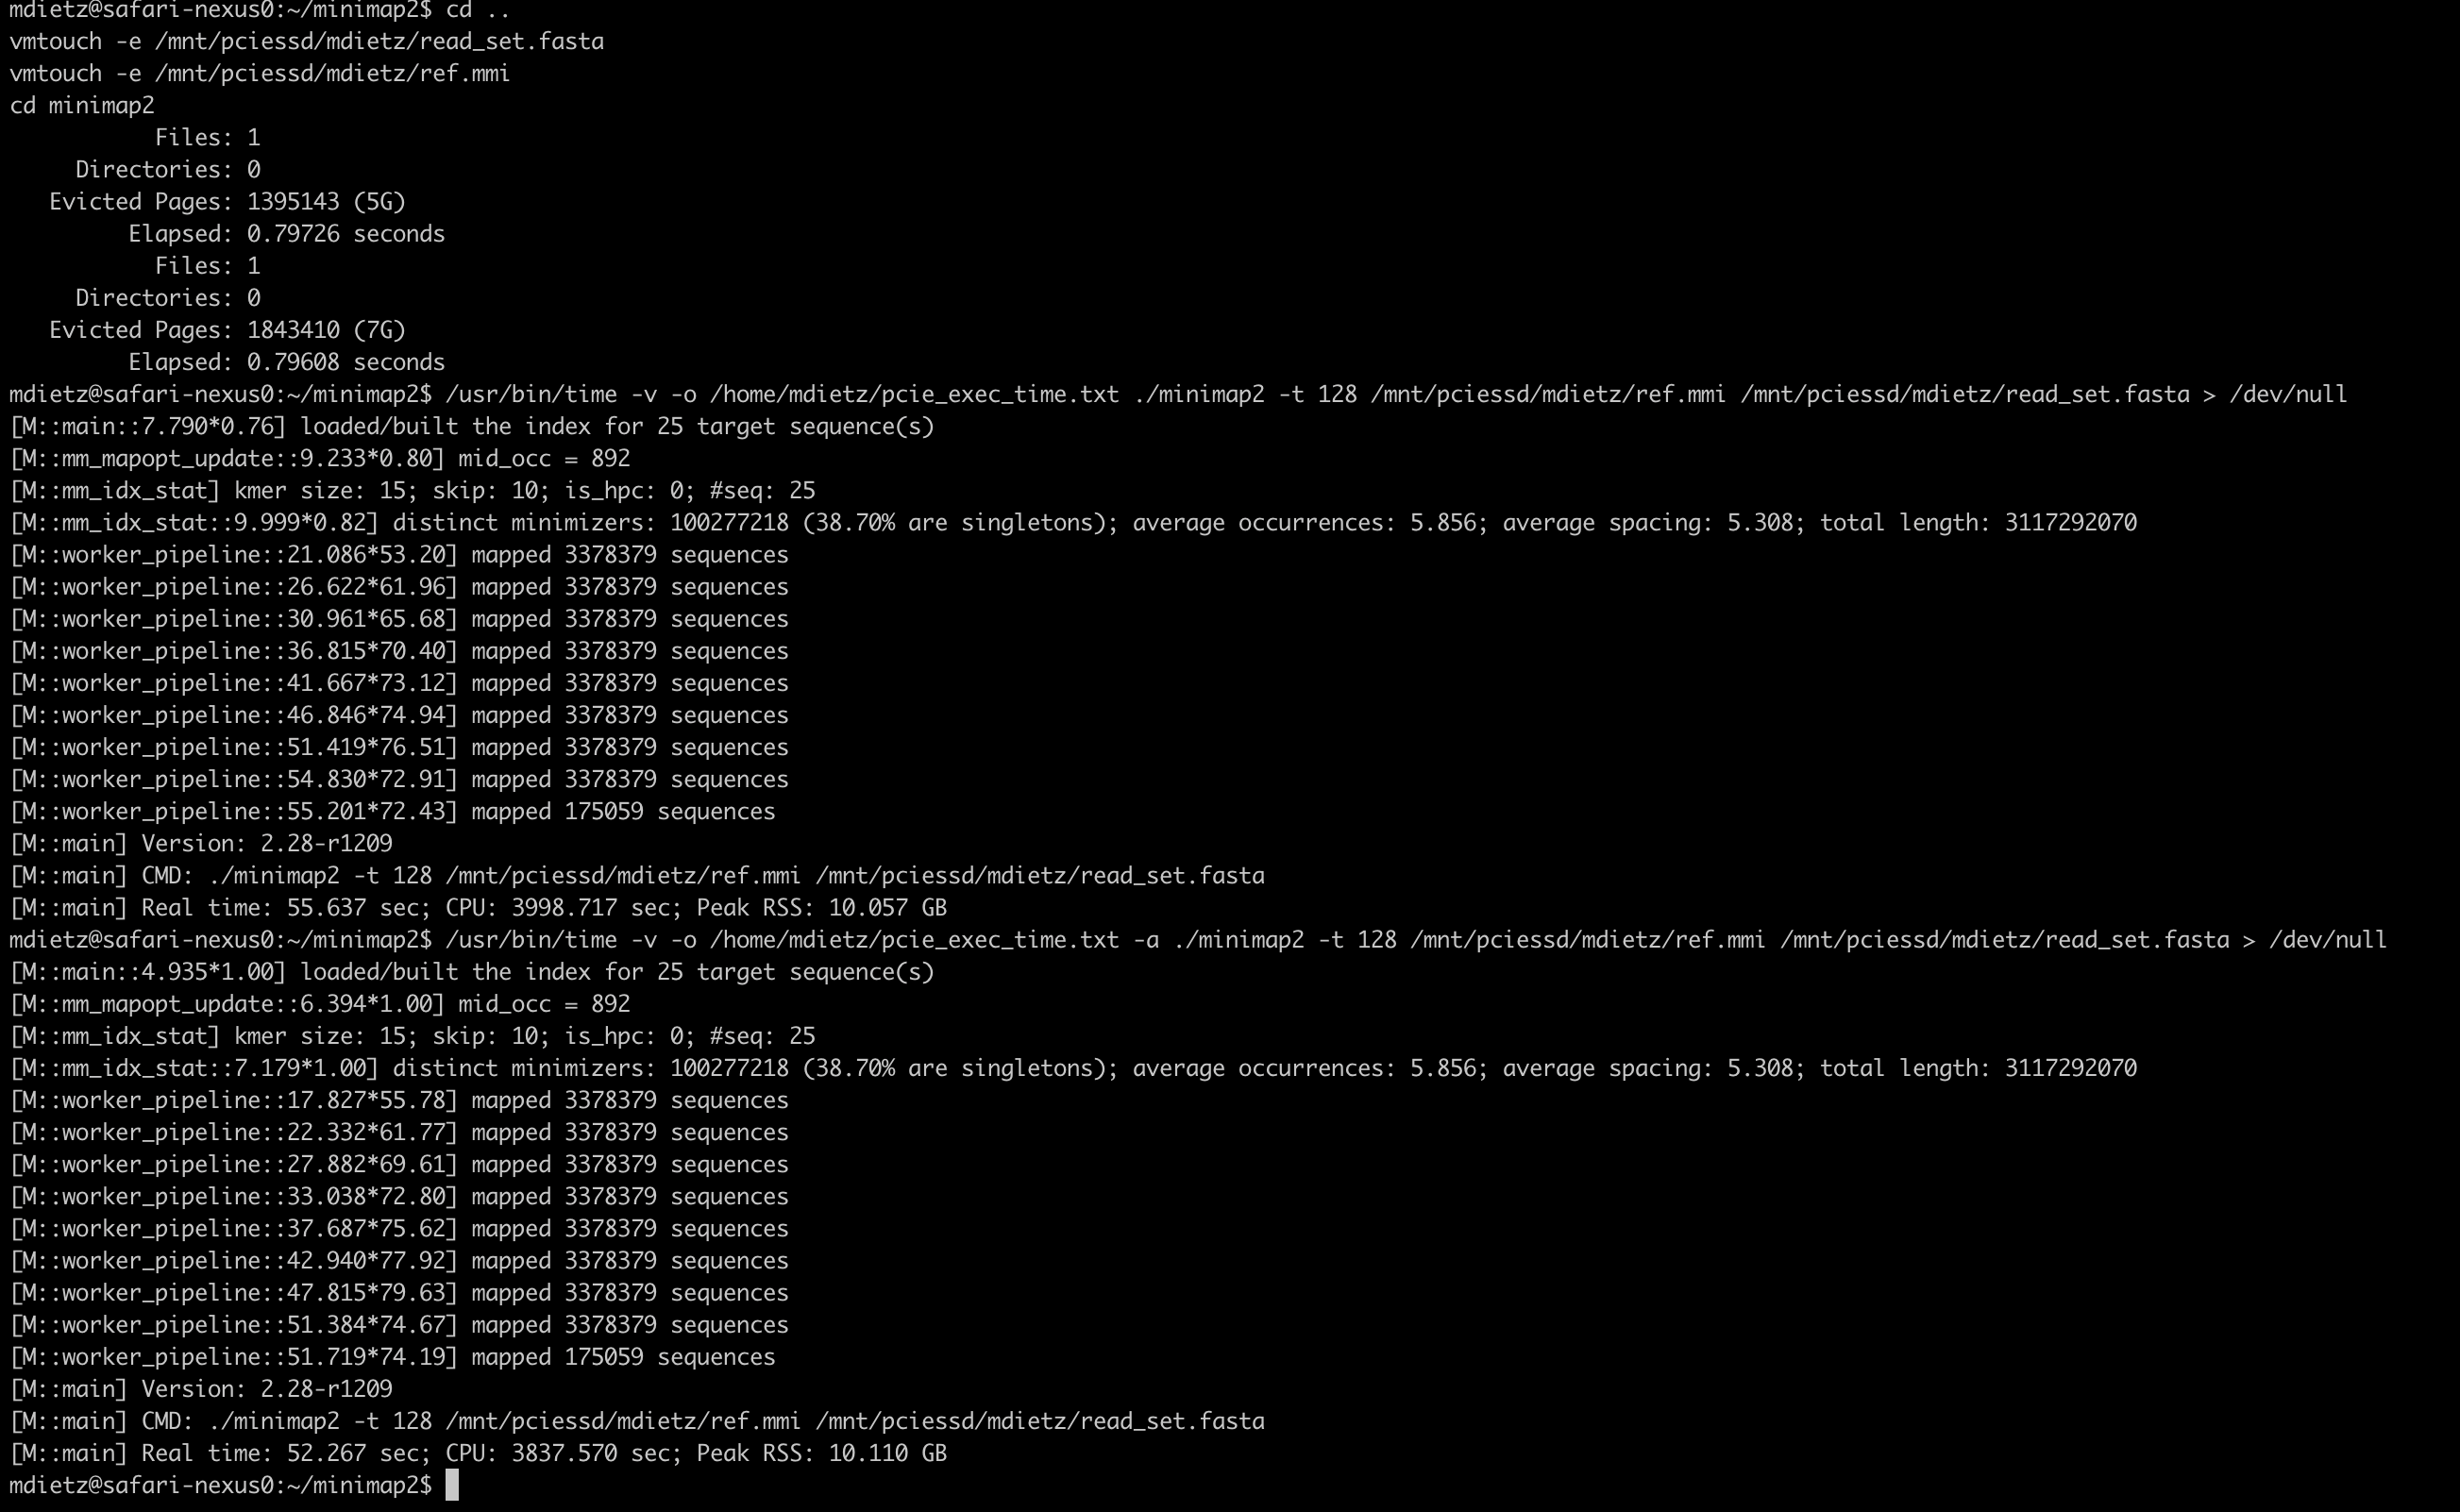 mdietz@safari-nexus0:~/minimap2$ cd ..
vmtouch -e /mnt/pciessd/mdietz/read_set.fasta
vmtouch -e /mnt/pciessd/mdietz/ref.mmi
cd minimap2
Files: 1
Directories: 0
Evicted Pages: 1395143 (5G)
Elapsed: 0.79726 seconds
Files: 1
Directories: 0
Evicted Pages: 1843410 (7G)
Elapsed: 0.79608 seconds
mdietz@safari-nexus0:~/minimap2$ /usr/bin/time -v -o /home/mdietz/pcie_exec_time.txt ./minimap2 -t 128 /mnt/pciessd/mdietz/ref.mmi /mnt/pciessd/mdietz/read_set.fasta > /dev/null
[M::main::7.790*0.76] loaded/built the index for 25 target sequence(s)
[M::mm_mapopt_update::9.233*0.80] mid_occ = 892
[M::mm_idx_stat] kmer size: 15; skip: 10; is_hpc: 0; #seq: 25
[M::mm_idx_stat::9.999*0.82] distinct minimizers: 100277218 (38.70% are singletons); average occurrences: 5.856; average spacing: 5.308; total length: 3117292070
[M::worker_pipeline::21.086*53.20] mapped 3378379 sequences
[M::worker_pipeline::26.622*61.96] mapped 3378379 sequences
[M::worker_pipeline::30.961*65.68] mapped 3378379 sequences
[M::worker_pipeline::36.815*70.40] mapped 3378379 sequences
[M::worker_pipeline::41.667*73.12] mapped 3378379 sequences
[M::worker_pipeline::46.846*74.94] mapped 3378379 sequences
[M::worker_pipeline::51.419*76.51] mapped 3378379 sequences
[M::worker_pipeline::54.830*72.91] mapped 3378379 sequences
[M::worker_pipeline::55.201*72.43] mapped 175059 sequences
[M::main] Version: 2.28-r1209
[M::main] CMD: ./minimap2 -t 128 /mnt/pciessd/mdietz/ref.mmi /mnt/pciessd/mdietz/read_set.fasta
[M::main] Real time: 55.637 sec; CPU: 3998.717 sec; Peak RSS: 10.057 GB
mdietz@safari-nexus0:~/minimap2$ /usr/bin/time -v -o /home/mdietz/pcie_exec_time.txt -a ./minimap2 -t 128 /mnt/pciessd/mdietz/ref.mmi /mnt/pciessd/mdietz/read_set.fasta > /dev/null
[M::main::4.935*1.00] loaded/built the index for 25 target sequence(s)
[M::mm_mapopt_update::6.394*1.00] mid_occ = 892
[M::mm_idx_stat] kmer size: 15; skip: 10; is_hpc: 0; #seq: 25
[M::mm_idx_stat::7.179*1.00] distinct minimizers: 100277218 (38.70% are singletons); average occurrences: 5.856; average spacing: 5.308; total length: 3117292070
[M::worker_pipeline::17.827*55.78] mapped 3378379 sequences
[M::worker_pipeline::22.332*61.77] mapped 3378379 sequences
[M::worker_pipeline::27.882*69.61] mapped 3378379 sequences
[M::worker_pipeline::33.038*72.80] mapped 3378379 sequences
[M::worker_pipeline::37.687*75.62] mapped 3378379 sequences
[M::worker_pipeline::42.940*77.92] mapped 3378379 sequences
[M::worker_pipeline::47.815*79.63] mapped 3378379 sequences
[M::worker_pipeline::51.384*74.67] mapped 3378379 sequences
[M::worker_pipeline::51.719*74.19] mapped 175059 sequences
[M::main] Version: 2.28-r1209
[M::main] CMD: ./minimap2 -t 128 /mnt/pciessd/mdietz/ref.mmi /mnt/pciessd/mdietz/read_set.fasta
[M::main] Real time: 52.267 sec; CPU: 3837.570 sec; Peak RSS: 10.110 GB
mdietz@safari-nexus0:~/minimap2$